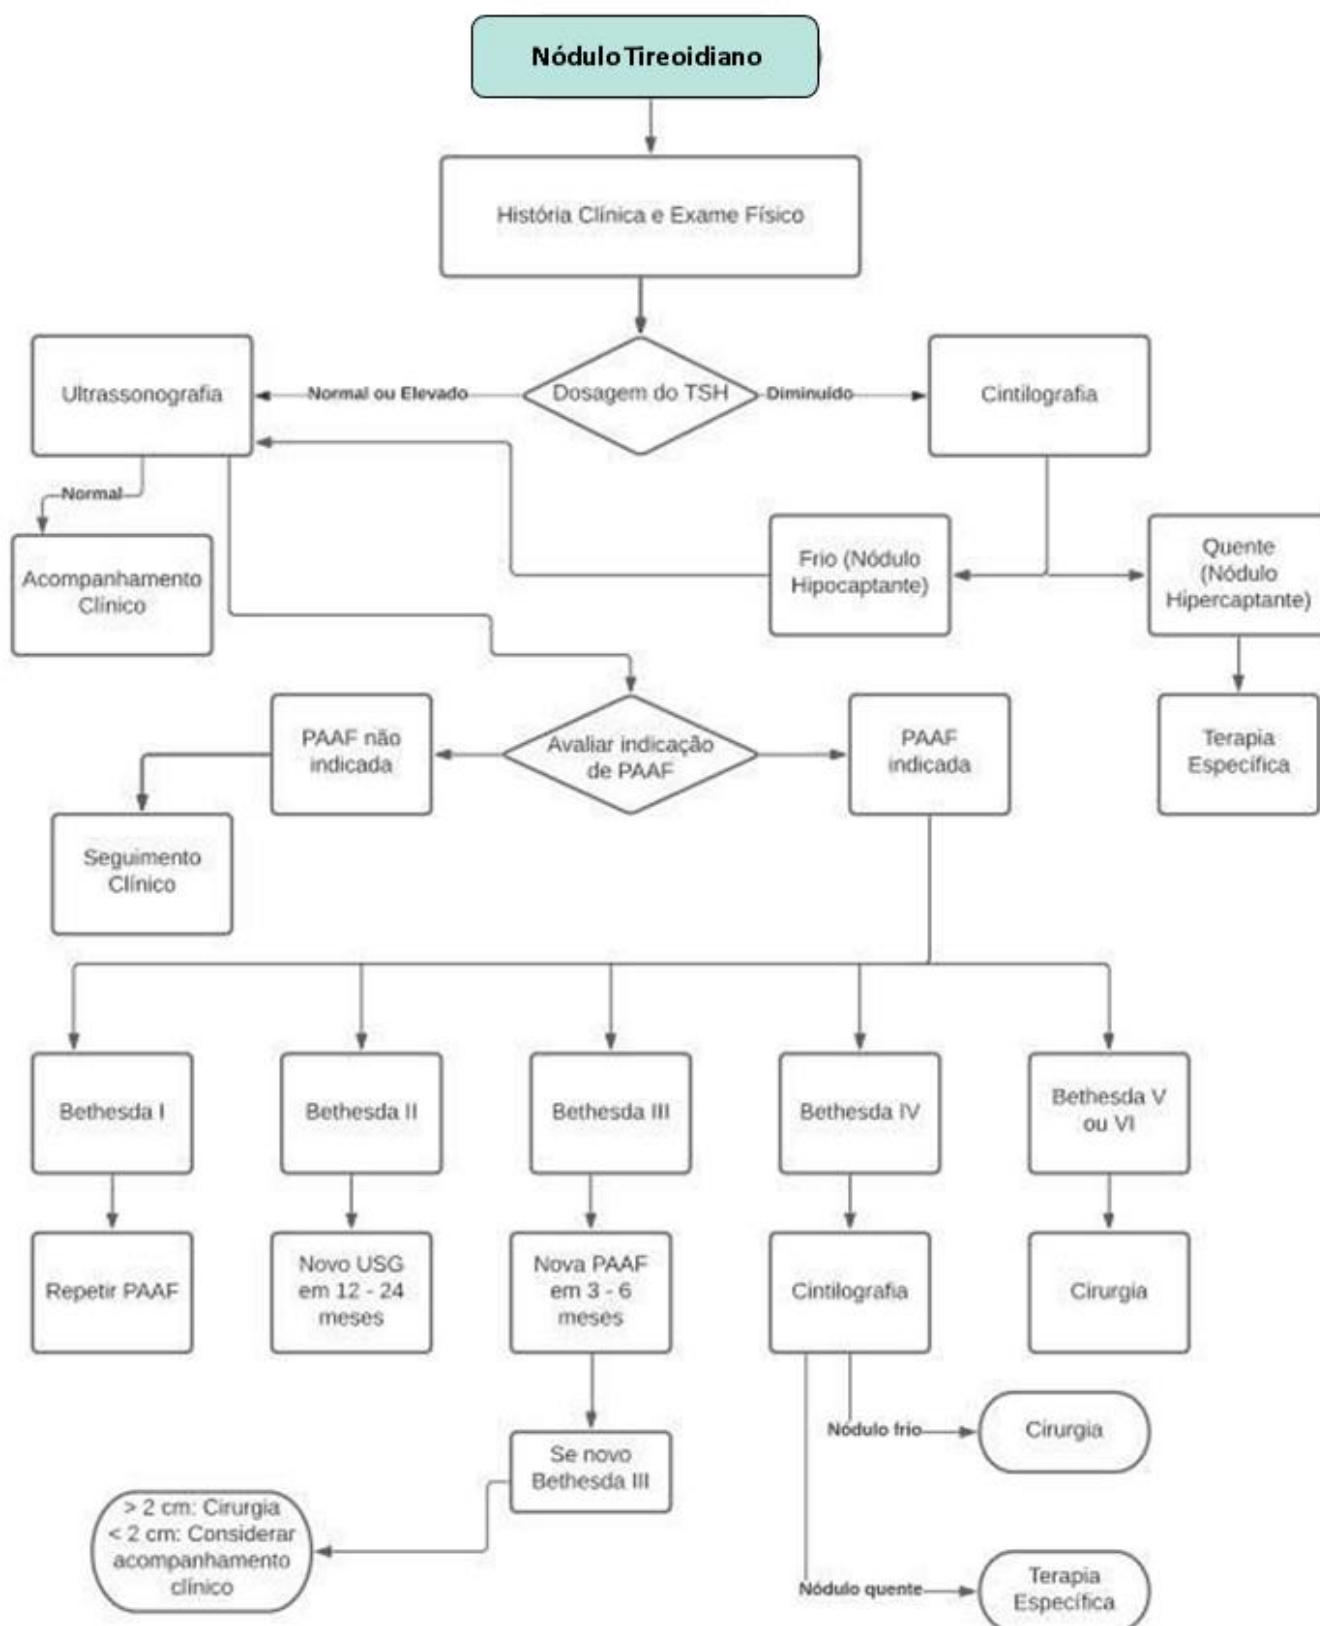 Nódulo Tireoidiano
História Clínica e Exame Físico
Ultrassonografia
Normal ou Elevado
Dosagem do TSH
Diminuído
Cintilografia
Normal
Acompanhamento
Clínico
Frio (Nódulo
Hipocaptante)
Quente
(Nódulo
Hipercaptante)
PAAF não
indicada
Avaliar indicação
de PAAF
PAAF
indicada
Terapia
Específica
Seguimento
Clínico
Bethesda I
Bethesda II
Bethesda III
Bethesda IV
Bethesda V
ou VI
Repetir PAAF
Novo USG
em 12 - 24
meses
Nova PAAF
em 3 - 6
meses
Cintilografia
Cirurgia
Nódulo frio
Cirurgia
Se novo
Bethesda III
> 2 cm: Cirurgia
< 2 cm: Considerar
acompanhamento
clínico
Nódulo quente
Terapia
Específica